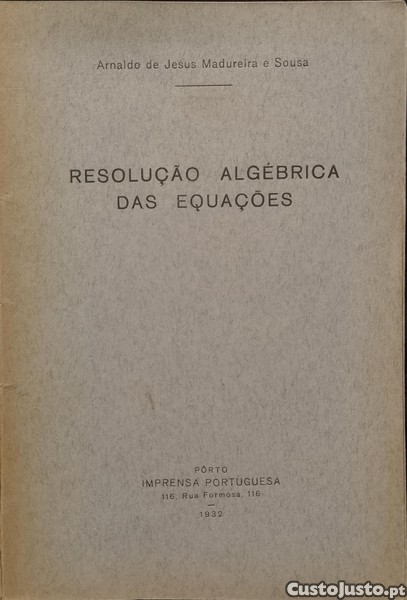 Arnaldo de Jesus Madureira e Sousa
RESOLUÇÃO ALGÉBRICA
DAS EQUAÇÕES
PÔRTO
IMPRENSA PORTUGUESA
116, Rua Formosa, 116
1932
CustoJusto.pt